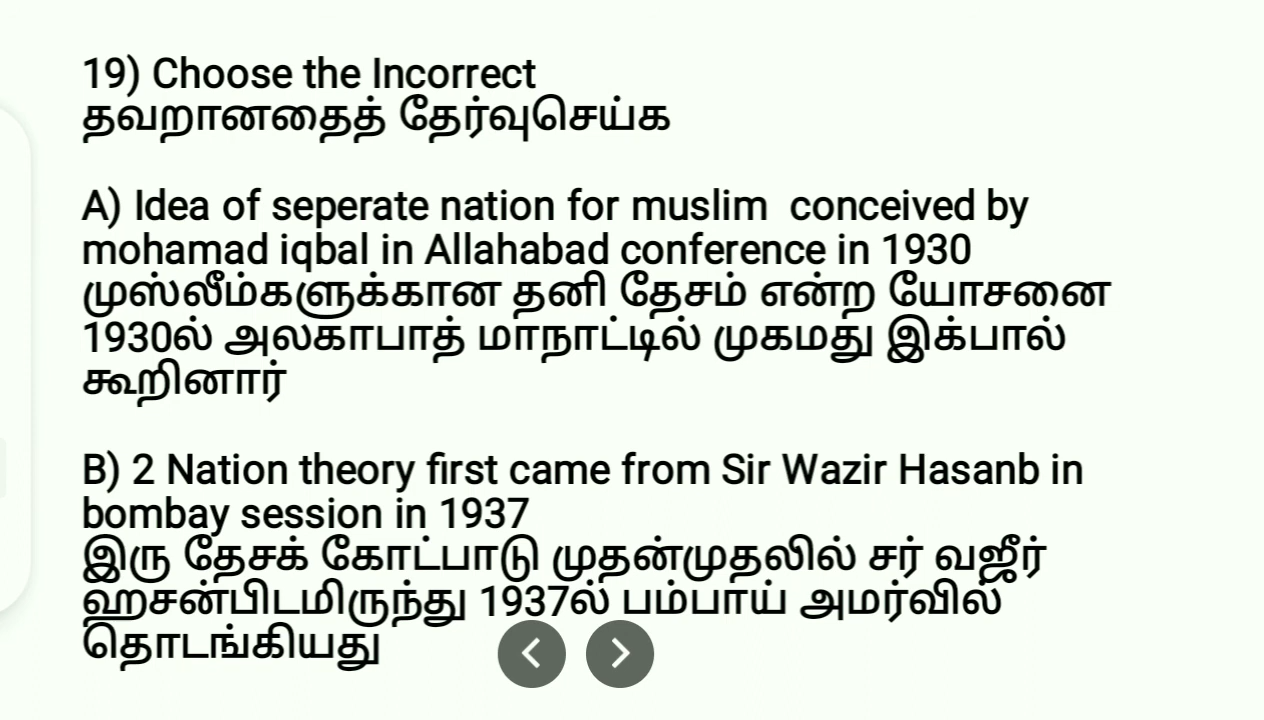 19) Choose the Incorrect
தவறானதைத் தேர்வுசெய்க
A) Idea of seperate nation for muslim  conceived by
mohamad iqbal in Allahabad conference in 1930
முஸ்லீம்களுக்கான தனி தேசம் என்ற யோசனை
1930ல் அலகாபாத் மாநாட்டில் முகமது இக்பால்
கூறினார்
B) 2 Nation theory first came from Sir Wazir Hasanb in
bombay session in 1937
இரு தேசக் கோட்பாடு முதன்முதலில் சர் வஜீர்
ஹசன்பிடமிருந்து 1937ல் பம்பாய் அமர்வில்
தொடங்கியது